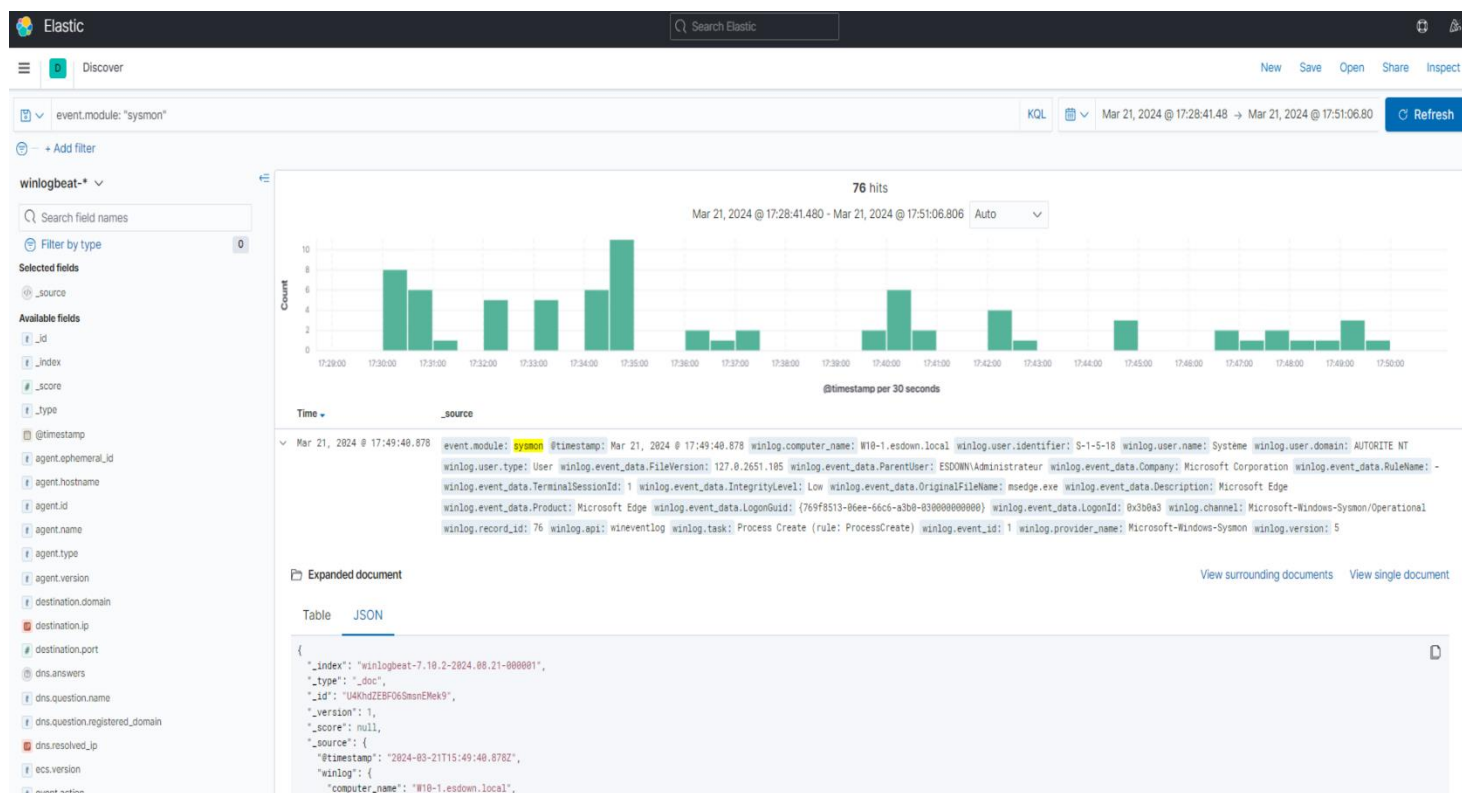 Elastic
Search Elastic
D Discover
New Save Open Share Inspect
event.module: "sysmon"
KQL
Mar 21, 2024 @ 17:28:41.48 → Mar 21, 2024 @ 17:51:06.80
Refresh
+ Add filter
winlogbeat-*
Search field names
Filter by type 0
Selected fields
_source
Available fields
t _id
t _index
# _score
t _type
@timestamp
t agent.ephemeral_id
t agent.hostname
t agent.id
t agent.name
t agent.type
t agent.version
t destination.domain
destination.ip
# destination.port
dns.answers
t dns.question.name
t dns.question.registered_domain
dns.resolved_ip
t ecs.version
t event.action
76 hits
Mar 21, 2024 @ 17:28:41.480 - Mar 21, 2024 @ 17:51:06.806 Auto
Count
10
8
6
4
2
0
17:29:00 17:30:00 17:31:00 17:32:00 17:33:00 17:34:00 17:35:00 17:36:00 17:37:00 17:38:00 17:39:00 17:40:00 17:41:00 17:42:00 17:43:00 17:44:00 17:45:00 17:46:00 17:47:00 17:48:00 17:49:00 17:50:00
@timestamp per 30 seconds
Time _source
Mar 21, 2024 @ 17:49:40.878
event.module: sysmon @timestamp: Mar 21, 2024 @ 17:49:40.878 winlog.computer_name: W10-1.esdown.local winlog.user.identifier: S-1-5-18 winlog.user.name: Système winlog.user.domain: AUTORITE NT
winlog.user.type: User winlog.event_data.FileVersion: 127.0.2651.105 winlog.event_data.ParentUser: ESDOWN\Administrateur winlog.event_data.Company: Microsoft Corporation winlog.event_data.RuleName: -
winlog.event_data.TerminalSessionId: 1 winlog.event_data.IntegrityLevel: Low winlog.event_data.OriginalFileName: msedge.exe winlog.event_data.Description: Microsoft Edge
winlog.event_data.Product: Microsoft Edge winlog.event_data.LogonGuid: {769f8513-06ee-66c6-a3b0-030000000000} winlog.event_data.LogonId: 0x3b0a3 winlog.channel: Microsoft-Windows-Sysmon/Operational
winlog.record_id: 76 winlog.api: wineventlog winlog.task: Process Create (rule: ProcessCreate) winlog.event_id: 1 winlog.provider_name: Microsoft-Windows-Sysmon winlog.version: 5
Expanded document
View surrounding documents View single document
Table JSON
{
"_index": "winlogbeat-7.10.2-2024.08.21-000001",
"_type": "_doc",
"_id": "U4KhdZEBFO6SmsnEMek9",
"_version": 1,
"_score": null,
"_source": {
"@timestamp": "2024-03-21T15:49:40.878Z",
"winlog": {
"computer_name": "W10-1.esdown.local",